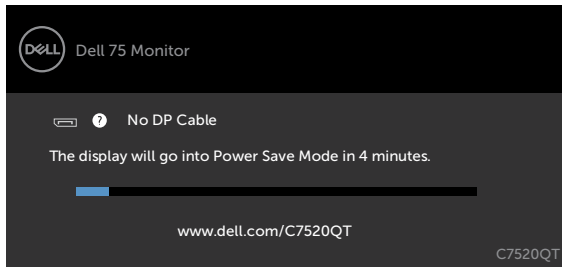 DELL
Dell 75 Monitor
? No DP Cable
The display will go into Power Save Mode in 4 minutes.
www.dell.com/C7520QT
C7520QT